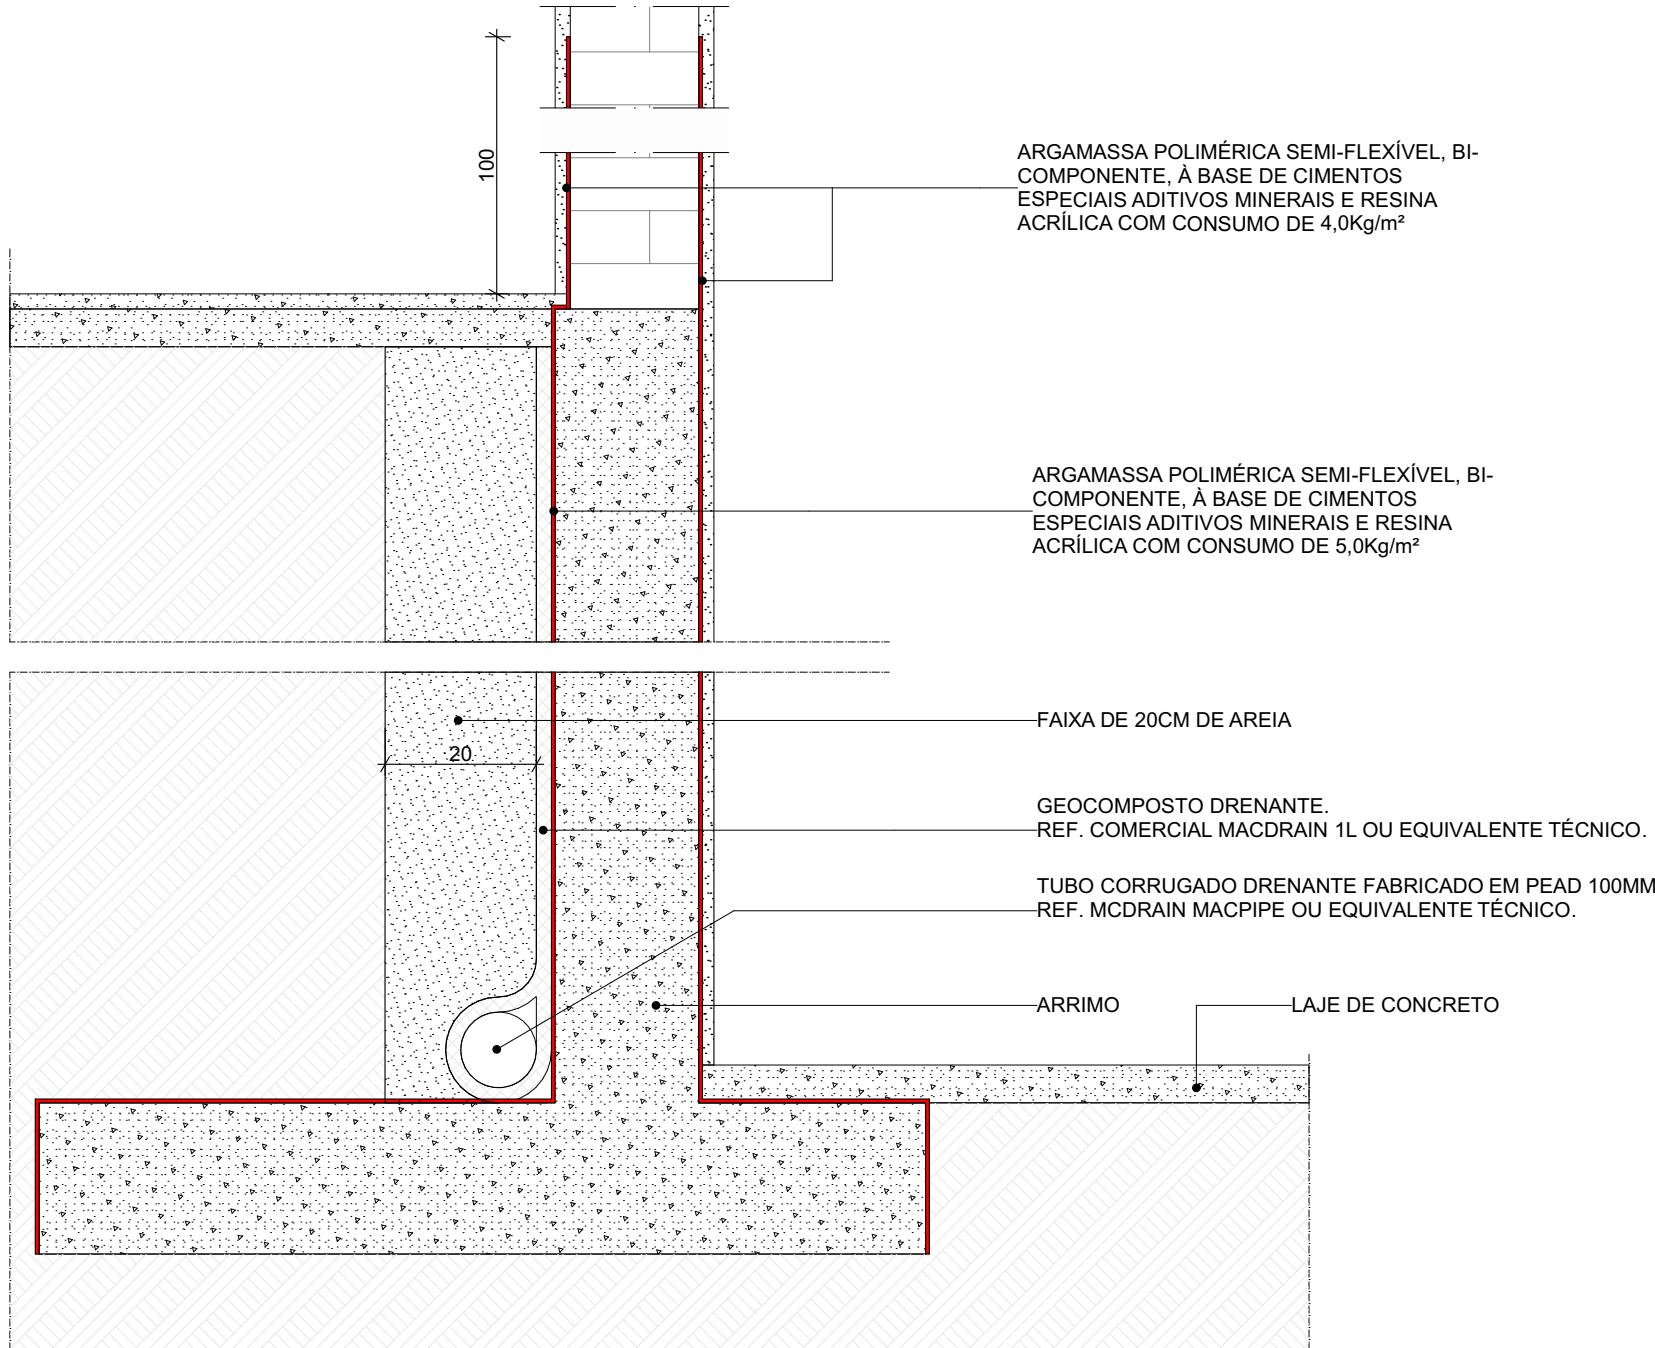 100
ARGAMASSA POLIMÉRICA SEMI-FLEXÍVEL, BI-
COMPONENTE, À BASE DE CIMENTOS
ESPECIAIS ADITIVOS MINERAIS E RESINA
ACRÍLICA COM CONSUMO DE 4,0Kg/m²
ARGAMASSA POLIMÉRICA SEMI-FLEXÍVEL, BI-
COMPONENTE, À BASE DE CIMENTOS
ESPECIAIS ADITIVOS MINERAIS E RESINA
ACRÍLICA COM CONSUMO DE 5,0Kg/m²
FAIXA DE 20CM DE AREIA
20
GEOCOMPOSTO DRENANTE.
REF. COMERCIAL MACDRAIN 1L OU EQUIVALENTE TÉCNICO.
TUBO CORRUGADO DRENANTE FABRICADO EM PEAD 100MM
REF. MCDRAIN MACPIPE OU EQUIVALENTE TÉCNICO.
ARRIMO
LAJE DE CONCRETO